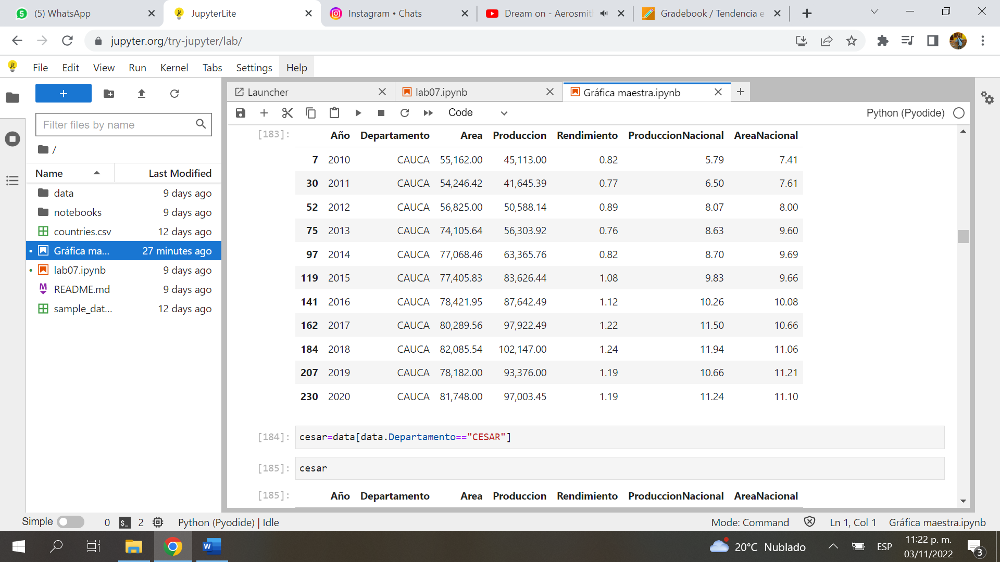 (5) WhatsApp
JupyterLite
Instagram • Chats
Dream on - Aerosmit
Gradebook / Tendencia e
jupyter.org/try-jupyter/lab/
File Edit View Run Kernel Tabs Settings Help
+
Filter files by name
/
Name Last Modified
data 9 days ago
notebooks 9 days ago
countries.csv 12 days ago
Gráfica ma... 27 minutes ago
lab07.ipynb 9 days ago
README.md 9 days ago
sample_dat... 12 days ago
Launcher
lab07.ipynb
Gráfica maestra.ipynb
Code
Python (Pyodide)
[183]:
Año Departamento Area Produccion Rendimiento ProduccionNacional AreaNacional
7 2010 CAUCA 55,162.00 45,113.00 0.82 5.79 7.41
30 2011 CAUCA 54,246.42 41,645.39 0.77 6.50 7.61
52 2012 CAUCA 56,825.00 50,588.14 0.89 8.07 8.00
75 2013 CAUCA 74,105.64 56,303.92 0.76 8.63 9.60
97 2014 CAUCA 77,068.46 63,365.76 0.82 8.70 9.69
119 2015 CAUCA 77,405.83 83,626.44 1.08 9.83 9.66
141 2016 CAUCA 78,421.95 87,642.49 1.12 10.26 10.08
162 2017 CAUCA 80,289.56 97,922.49 1.22 11.50 10.66
184 2018 CAUCA 82,085.54 102,147.00 1.24 11.94 11.06
207 2019 CAUCA 78,182.00 93,376.00 1.19 10.66 11.21
230 2020 CAUCA 81,748.00 97,003.45 1.19 11.24 11.10
[184]: cesar=data[data.Departamento=="CESAR"]
[185]: cesar
[185]:
Año Departamento Area Produccion Rendimiento ProduccionNacional AreaNacional
Simple 0 $_ 2 Python (Pyodide) | Idle
Mode: Command Ln 1, Col 1 Gráfica maestra.ipynb
20°C Nublado
ESP
11:22 p. m.
03/11/2022
3